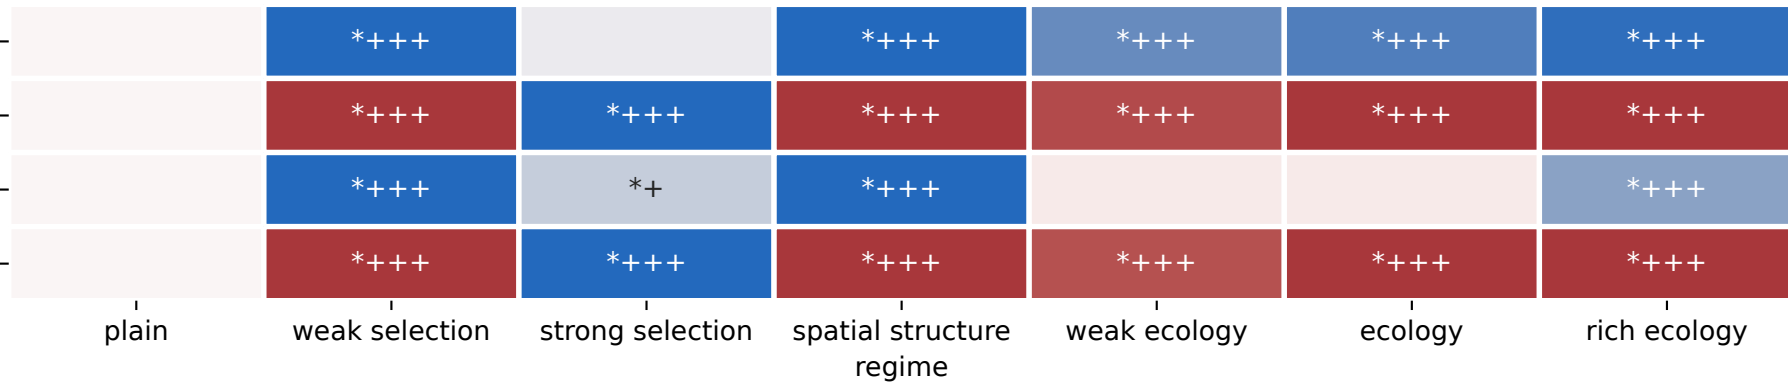 *+++ *+++ *+++ *+++ *+++
*+++ *+++ *+++ *+++ *+++ *+++
*+++ *+ *+++ *+++
*+++ *+++ *+++ *+++ *+++ *+++
plain weak selection strong selection spatial structure weak ecology ecology rich ecology
regime